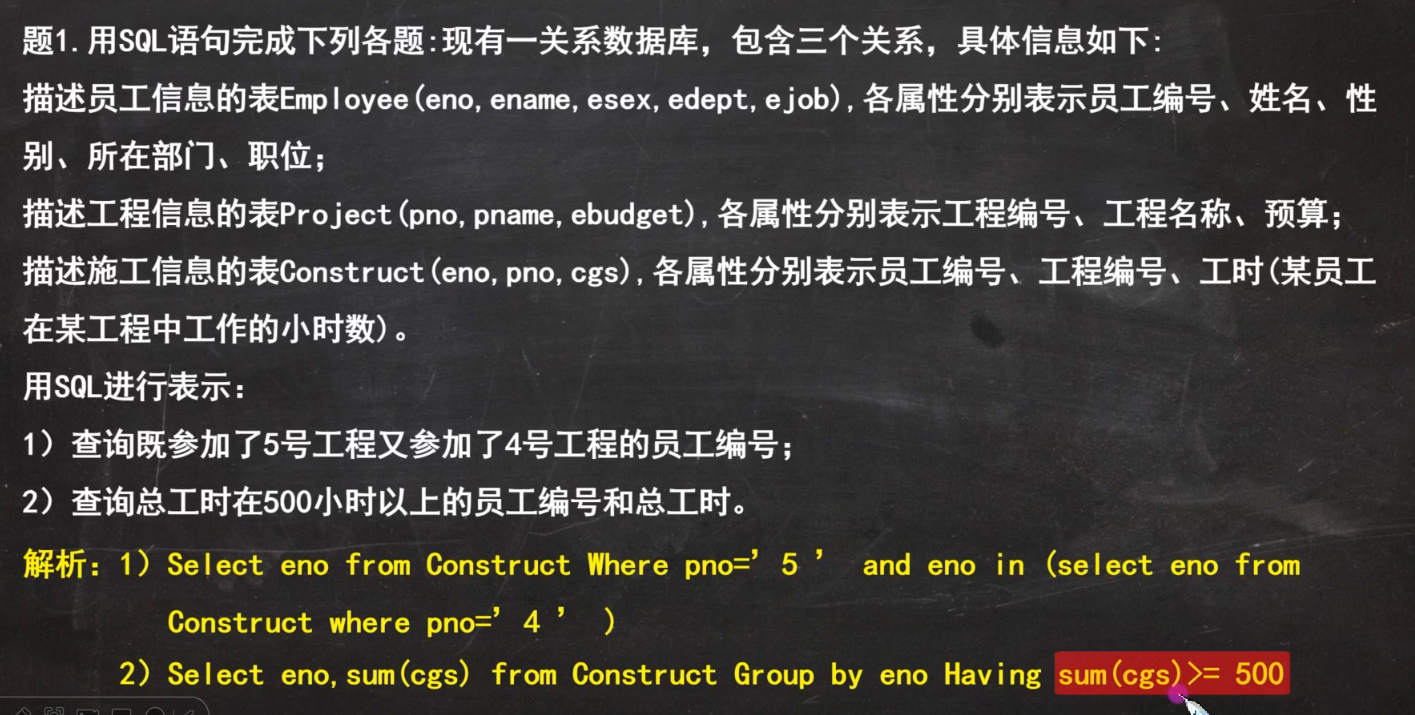 题1.用SQL语句完成下列各题:现有一关系数据库，包含三个关系，具体信息如下:
描述员工信息的表Employee(eno,ename,esex,edept,ejob),各属性分别表示员工编号、姓名、性
别、所在部门、职位；
描述工程信息的表Project(pno,pname,ebudget),各属性分别表示工程编号、工程名称、预算；
描述施工信息的表Construct(eno,pno,cgs),各属性分别表示员工编号、工程编号、工时(某员工
在某工程中工作的小时数)。
用SQL进行表示：
1）查询既参加了5号工程又参加了4号工程的员工编号；
2）查询总工时在500小时以上的员工编号和总工时。
解析：1）Select eno from Construct Where pno=’ 5 ’ and eno in (select eno from
Construct where pno=’ 4 ’ )
2）Select eno,sum(cgs) from Construct Group by eno Having sum(cgs)>= 500